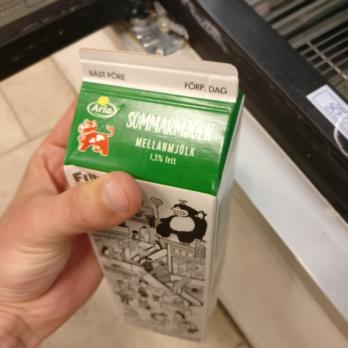 BÄST FÖRE
FÖRP. DAG
Arla
SOMMARMJÖLK
MELLANMJÖLK
1,5% fett